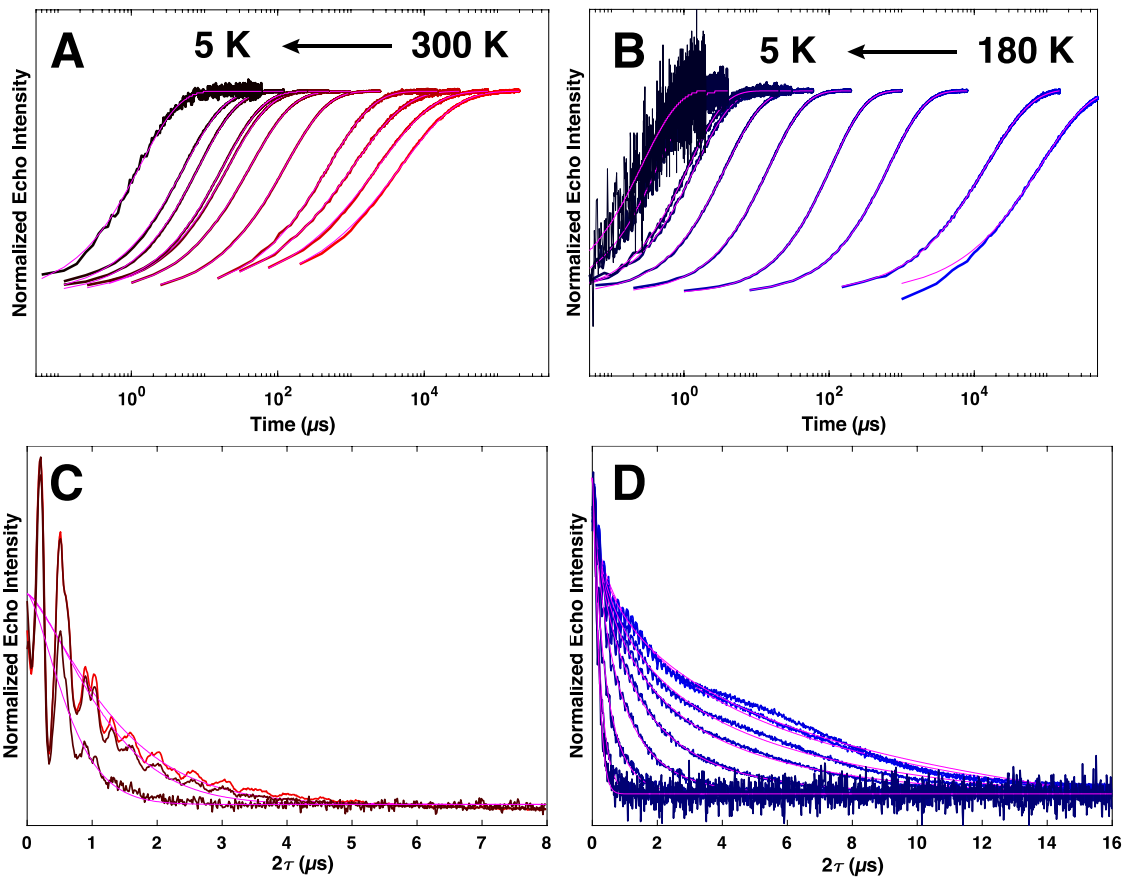 A
5 K
300 K
Normalized Echo Intensity
10^0
10^2
10^4
Time (µs)
B
5 K
180 K
Normalized Echo Intensity
10^0
10^2
10^4
Time (µs)
C
Normalized Echo Intensity
0 1 2 3 4 5 6 7 8
2τ (µs)
D
Normalized Echo Intensity
0 2 4 6 8 10 12 14 16
2τ (µs)